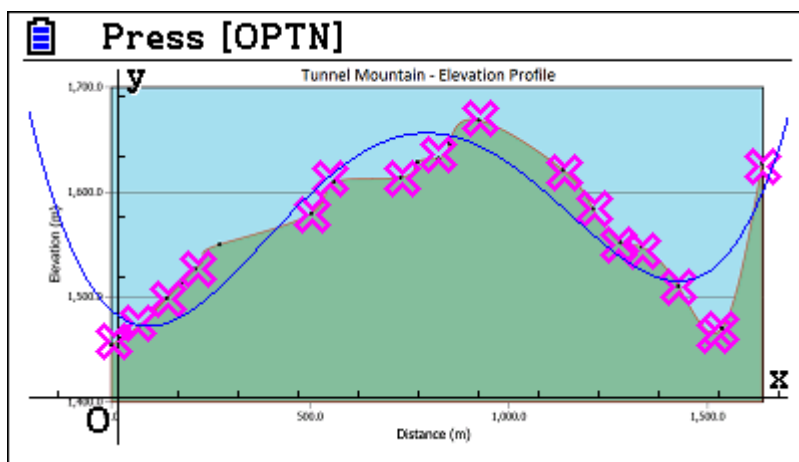 Press [OPTN]
Tunnel Mountain - Elevation Profile
y
1,700.0
1,600.0
Elevation (m)
1,500.0
x
1,400.0
O
500.0
1,000.0
1,500.0
Distance (m)